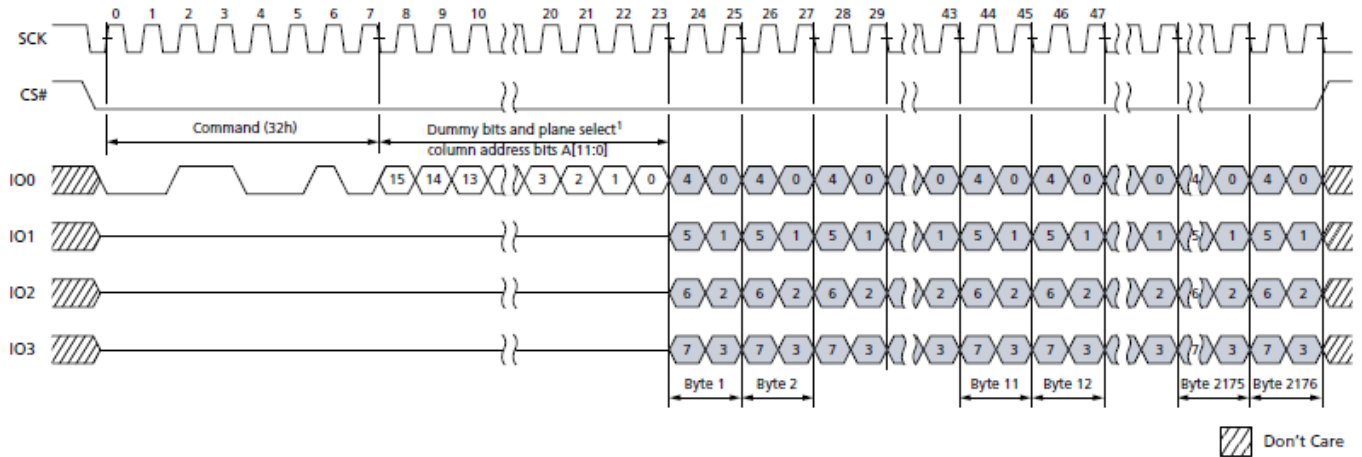 0 1 2 3 4 5 6 7 8 9 10 20 21 22 23 24 25 26 27 28 29 43 44 45 46 47
SCK
CS#
Command (32h) Dummy bits and plane select1
column address bits A[11:0]
IO0 15 14 13 3 2 1 0 4 0 4 0 4 0 0 4 0 4 0 0 4 0 4 0
IO1 5 1 5 1 5 1 1 5 1 5 1 1 5 1 5 1
IO2 6 2 6 2 6 2 2 6 2 6 2 2 6 2 6 2
IO3 7 3 7 3 7 3 3 7 3 7 3 3 7 3 7 3
Byte 1 Byte 2 Byte 11 Byte 12 Byte 2175 Byte 2176
Don't Care